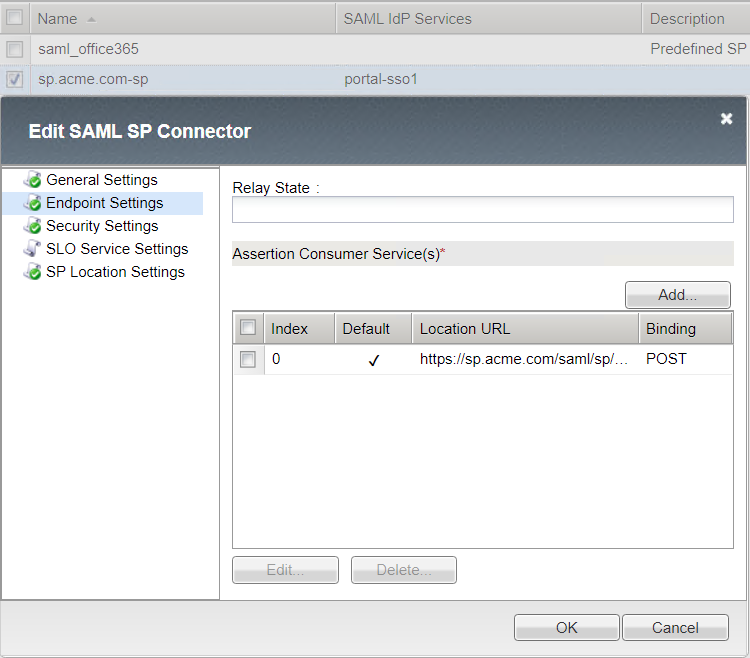 Name SAML IdP Services Description
saml_office365 Predefined SP
sp.acme.com-sp portal-sso1
Edit SAML SP Connector
General Settings
Endpoint Settings
Security Settings
SLO Service Settings
SP Location Settings
Relay State :
Assertion Consumer Service(s)*
Add...
Index Default Location URL Binding
0 https://sp.acme.com/saml/sp/... POST
Edit... Delete...
OK Cancel